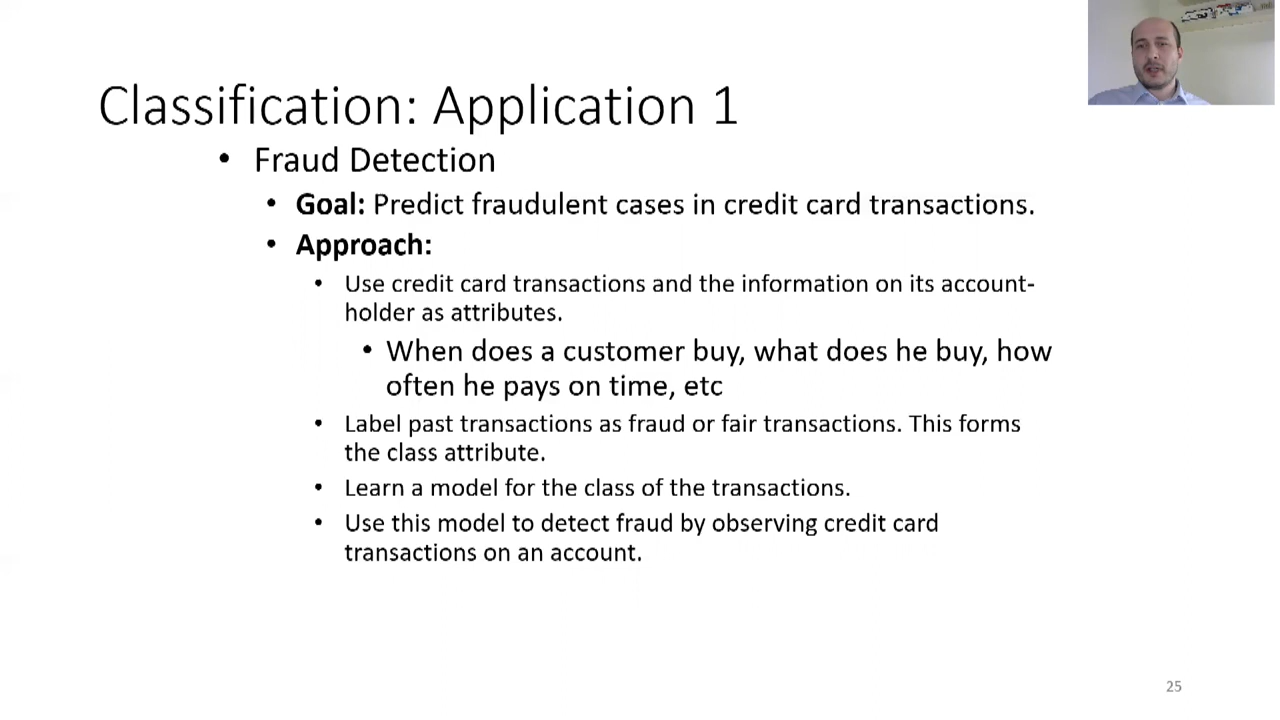 Classification: Application 1
• Fraud Detection
• Goal: Predict fraudulent cases in credit card transactions.
• Approach:
• Use credit card transactions and the information on its account-
holder as attributes.
• When does a customer buy, what does he buy, how
often he pays on time, etc
• Label past transactions as fraud or fair transactions. This forms
the class attribute.
• Learn a model for the class of the transactions.
• Use this model to detect fraud by observing credit card
transactions on an account.
25